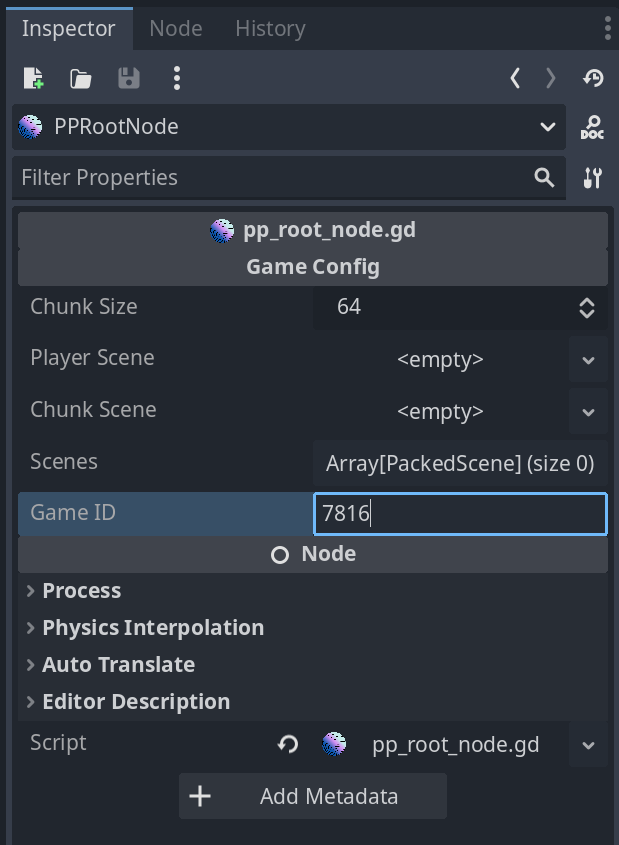 Inspector Node History
PPRootNode
DOC
Filter Properties
pp_root_node.gd
Game Config
Chunk Size 64
Player Scene <empty>
Chunk Scene <empty>
Scenes Array[PackedScene] (size 0)
Game ID 7816
Node
Process
Physics Interpolation
Auto Translate
Editor Description
Script pp_root_node.gd
Add Metadata